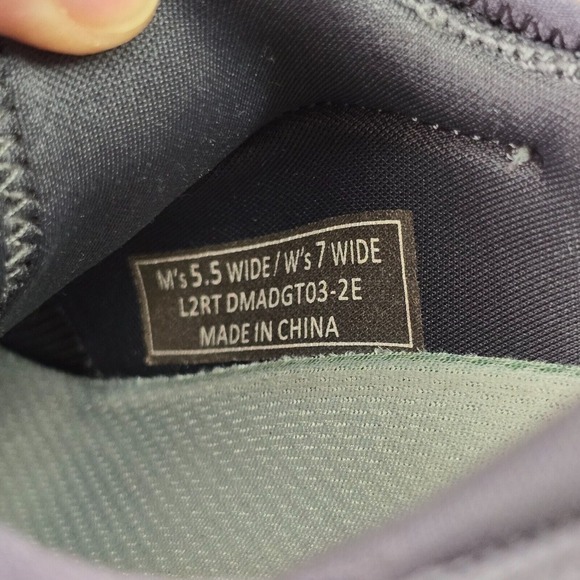 M's 5.5 WIDE / W's 7 WIDE
L2RT DMADGT03-2E
MADE IN CHINA